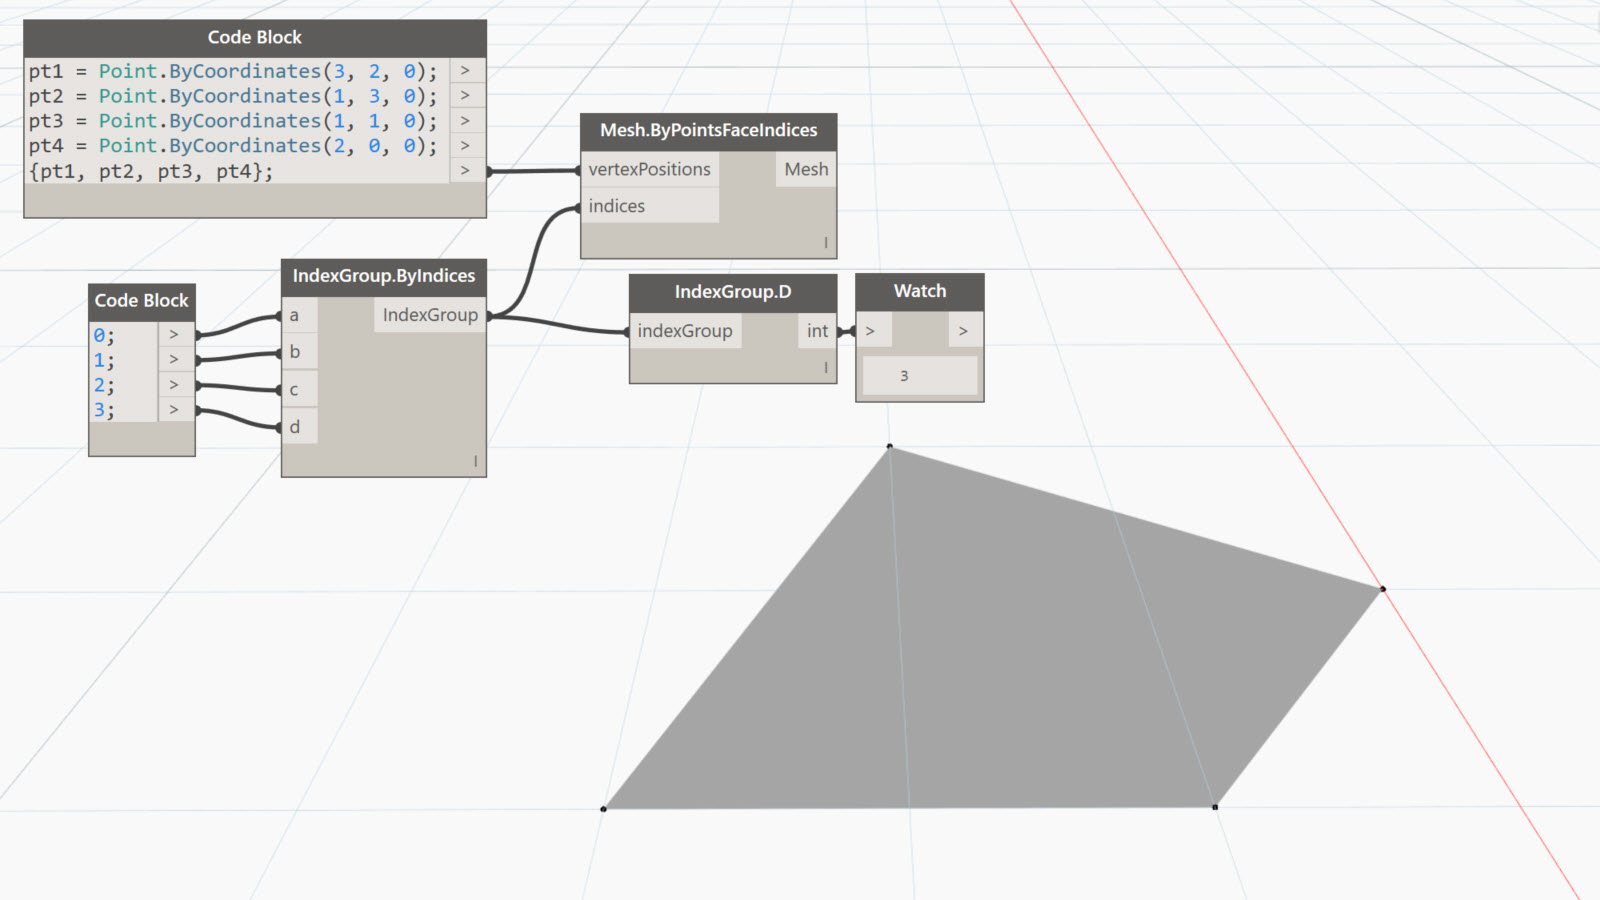 Code Block
pt1 = Point.ByCoordinates(3, 2, 0); >
pt2 = Point.ByCoordinates(1, 3, 0); >
pt3 = Point.ByCoordinates(1, 1, 0); >
pt4 = Point.ByCoordinates(2, 0, 0); >
{pt1, pt2, pt3, pt4}; >
Mesh.ByPointsFaceIndices
vertexPositions Mesh
indices
l
Code Block
0; >
1; >
2; >
3; >
IndexGroup.ByIndices
a IndexGroup
b
c
d
l
IndexGroup.D
indexGroup int
l
Watch
> >
3